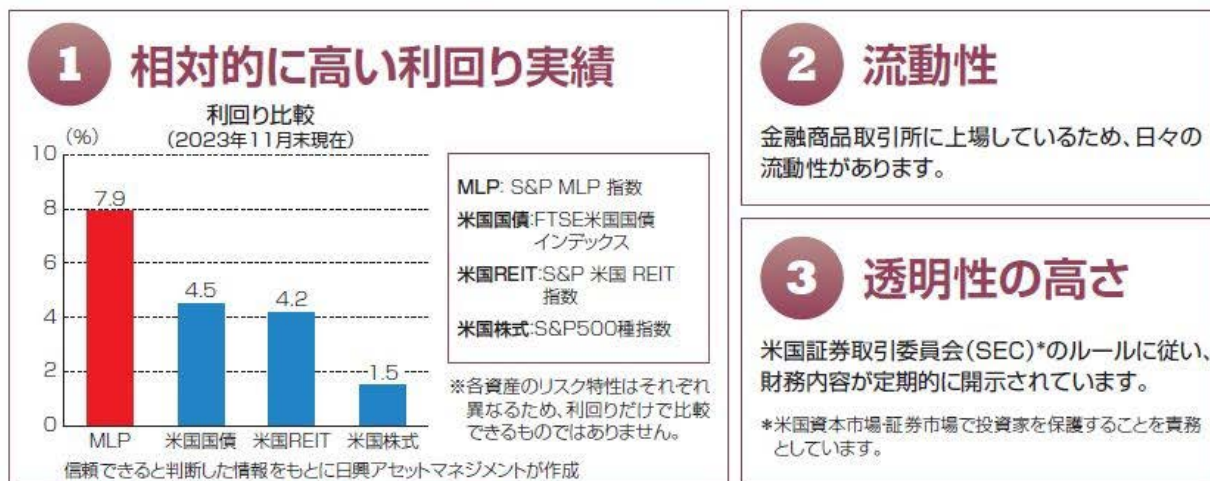 1 相対的に高い利回り実績
利回り比較
(2023年11月末現在)
(%)
10
8
6
4
2
0
7.9
4.5
4.2
1.5
MLP 米国国債 米国REIT 米国株式
MLP: S&P MLP 指数
米国国債:FTSE米国国債
インデックス
米国REIT:S&P 米国 REIT
指数
米国株式:S&P500種指数
※各資産のリスク特性はそれぞれ
異なるため、利回りだけで比較
できるものではありません。
信頼できると判断した情報をもとに日興アセットマネジメントが作成
2 流動性
金融商品取引所に上場しているため、日々の
流動性があります。
3 透明性の高さ
米国証券取引委員会(SEC)*のルールに従い、
財務内容が定期的に開示されています。
*米国資本市場・証券市場で投資家を保護することを責務
としています。